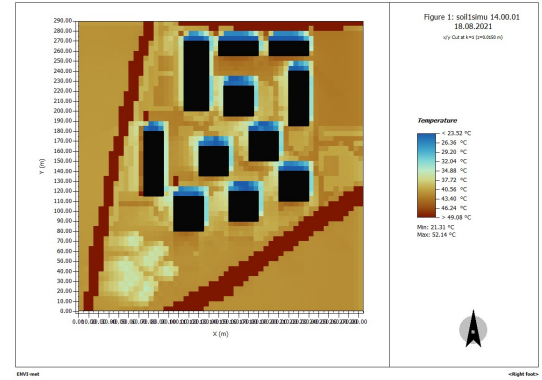 Figure 1: soil1simu 14.00.01
18.08.2021
x/y Cut at k=1 (z=0.0150 m)
290.00
280.00
270.00
260.00
250.00
240.00
230.00
220.00
210.00
200.00
190.00
180.00
170.00
160.00
150.00
140.00
130.00
120.00
110.00
100.00
90.00
80.00
70.00
60.00
50.00
40.00
30.00
20.00
10.00
0.00
Y (m)
X (m)
Temperature
< 23.52 °C
26.36 °C
29.20 °C
32.04 °C
34.88 °C
37.72 °C
40.56 °C
43.40 °C
46.24 °C
> 49.08 °C
Min: 21.31 °C
Max: 52.14 °C
N
ENVI-met
<Right foot>